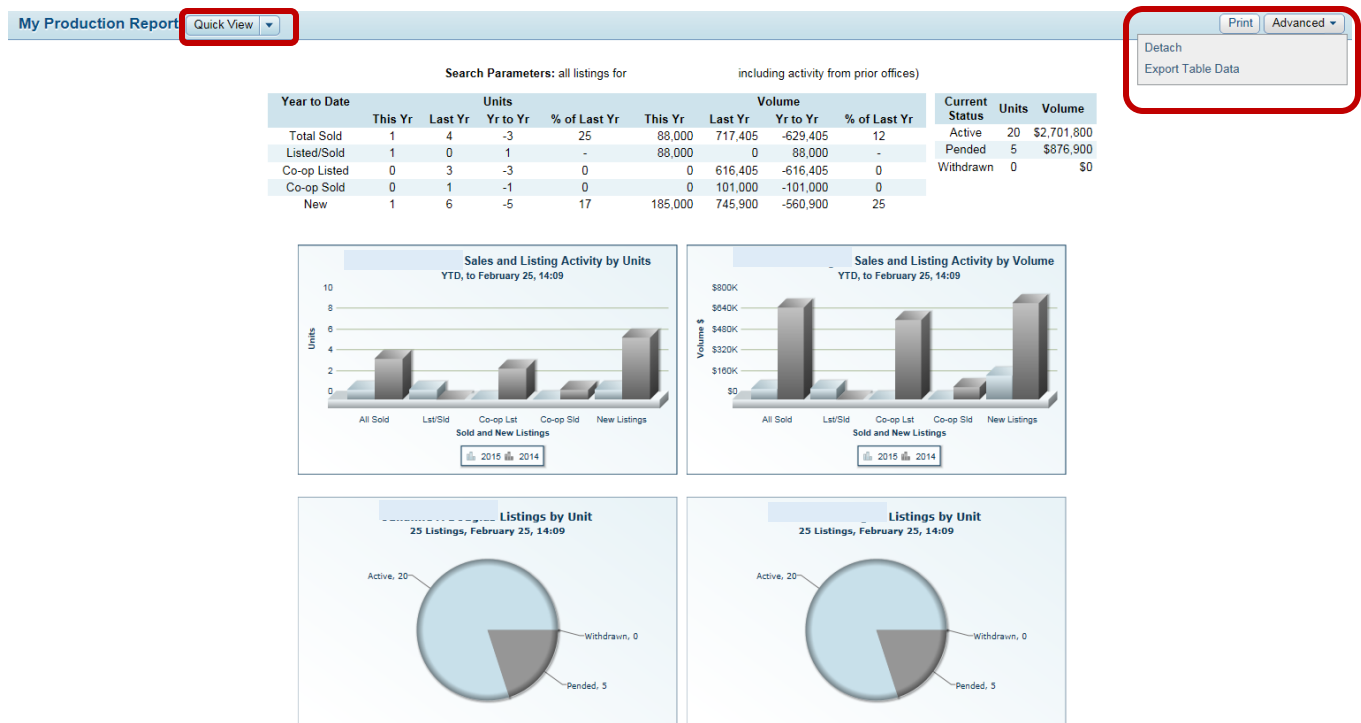 My Production Report Quick View Print Advanced
Detach
Export Table Data
Search Parameters: all listings for including activity from prior offices)
Year to Date Units Volume
This Yr Last Yr Yr to Yr % of Last Yr This Yr Last Yr Yr to Yr % of Last Yr
Total Sold 1 4 -3 25 88,000 717,405 -629,405 12
Listed/Sold 1 0 1 - 88,000 0 88,000 -
Co-op Listed 0 3 -3 0 0 616,405 -616,405 0
Co-op Sold 0 1 -1 0 0 101,000 -101,000 0
New 1 6 -5 17 185,000 745,900 -560,900 25
Current Status Units Volume
Active 20 $2,701,800
Pended 5 $876,900
Withdrawn 0 $0
Sales and Listing Activity by Units
YTD, to February 25, 14:09
Units
10
8
6
4
2
0
All Sold Lst/Sld Co-op Lst Co-op Sld New Listings
Sold and New Listings
2015 2014
Sales and Listing Activity by Volume
YTD, to February 25, 14:09
Volume $
$800K
$640K
$480K
$320K
$160K
$0
All Sold Lst/Sld Co-op Lst Co-op Sld New Listings
Sold and New Listings
2015 2014
Listings by Unit
25 Listings, February 25, 14:09
Active, 20
Withdrawn, 0
Pended, 5
Listings by Unit
25 Listings, February 25, 14:09
Active, 20
Withdrawn, 0
Pended, 5